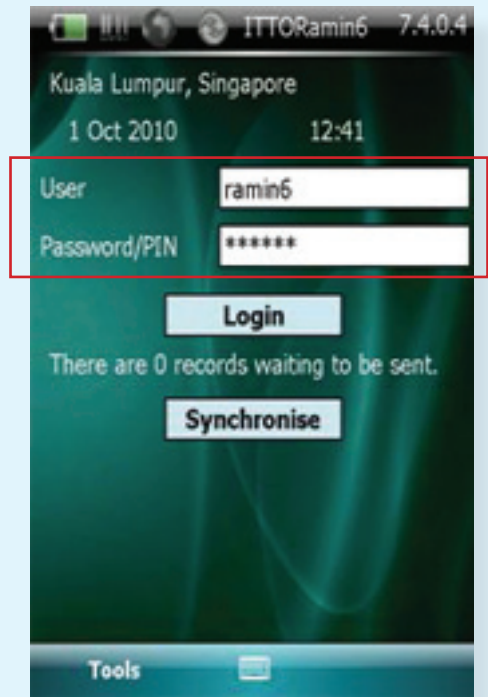 ITTORamin6 7.4.0.4
Kuala Lumpur, Singapore
1 Oct 2010 12:41
User ramin6
Password/PIN ******
Login
There are 0 records waiting to be sent.
Synchronise
Tools